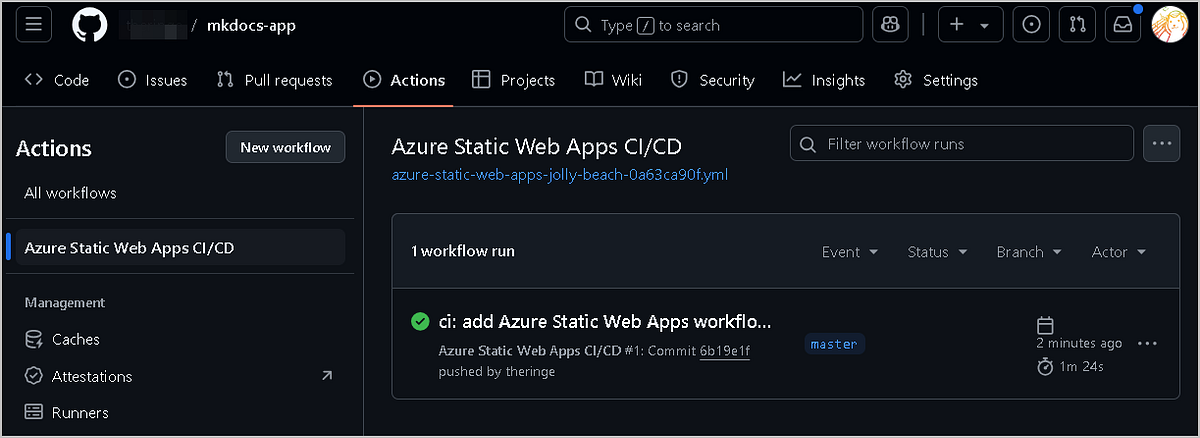 / mkdocs-app
Type / to search
Code Issues Pull requests Actions Projects Wiki Security Insights Settings
Actions
New workflow
All workflows
Azure Static Web Apps CI/CD
Management
Caches
Attestations
Runners
Azure Static Web Apps CI/CD
azure-static-web-apps-jolly-beach-0a63ca90f.yml
Filter workflow runs
1 workflow run
Event Status Branch Actor
ci: add Azure Static Web Apps workflo...
Azure Static Web Apps CI/CD #1: Commit 6b19e1f
pushed by theringe
master
2 minutes ago
1m 24s